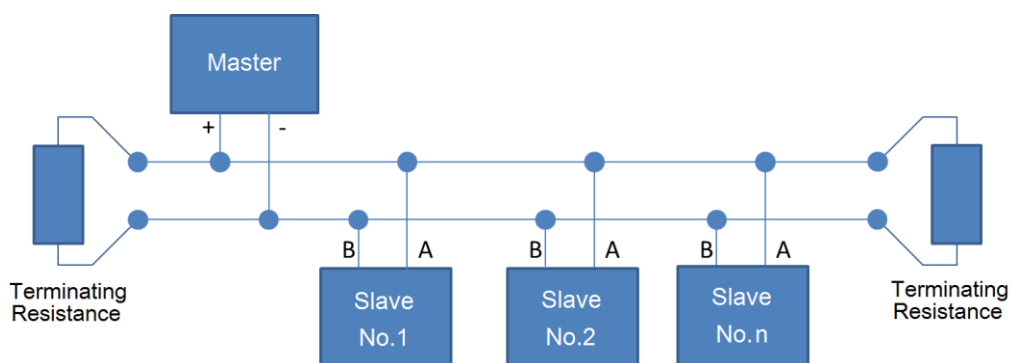 Master
+ -
B A B A B A
Terminating
Resistance
Slave
No.1
Slave
No.2
Slave
No.n
Terminating
Resistance